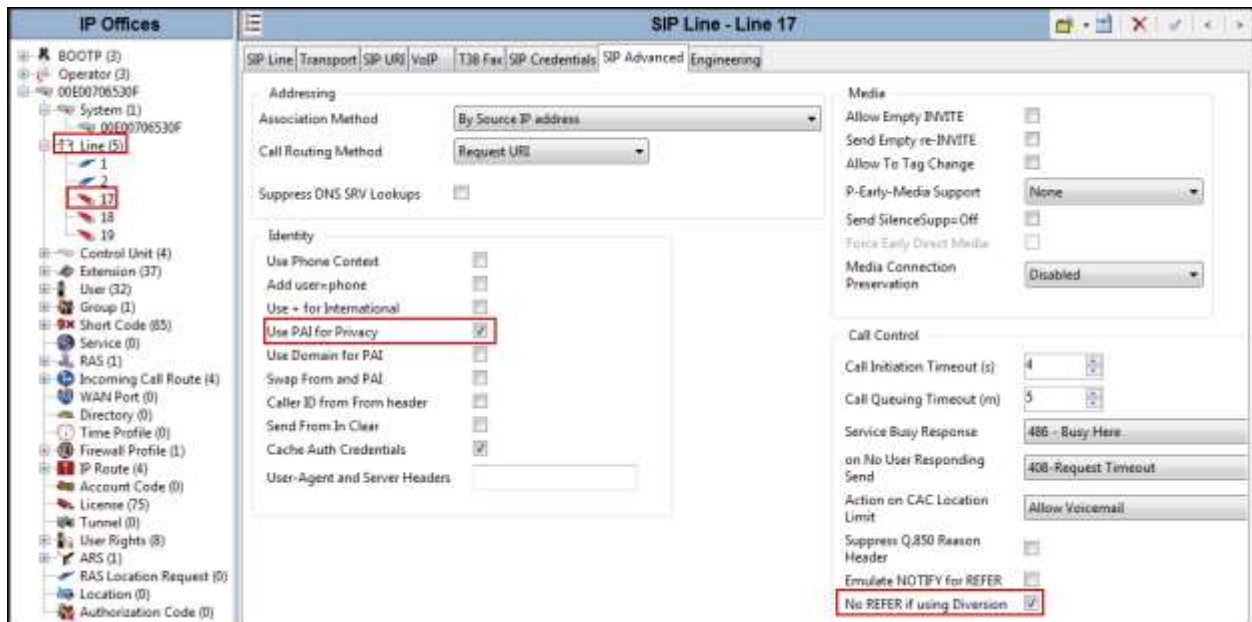 IP Offices
BOOTP (3)
Operator (3)
00E00706530F
System (1)
00E00706530F
Line (5)
1
2
17
18
19
Control Unit (4)
Extension (37)
User (32)
Group (1)
Short Code (65)
Service (0)
RAS (1)
Incoming Call Route (4)
WAN Port (0)
Directory (0)
Time Profile (0)
Firewall Profile (1)
IP Route (4)
Account Code (0)
License (75)
Tunnel (0)
User Rights (8)
ARS (1)
RAS Location Request (0)
Location (0)
Authorization Code (0)
SIP Line - Line 17
SIP Line Transport SIP URI VoIP T38 Fax SIP Credentials SIP Advanced Engineering
Addressing
Association Method By Source IP address
Call Routing Method Request URI
Suppress DNS SRV Lookups
Identity
Use Phone Context
Add user=phone
Use + for International
Use PAI for Privacy
Use Domain for PAI
Swap From and PAI
Caller ID from From header
Send From In Clear
Cache Auth Credentials
User-Agent and Server Headers
Media
Allow Empty INVITE
Send Empty re-INVITE
Allow To Tag Change
P-Early-Media Support None
Send SilenceSupp=Off
Force Early Direct Media
Media Connection Preservation Disabled
Call Control
Call Initiation Timeout (s) 4
Call Queuing Timeout (m) 5
Service Busy Response 486 - Busy Here
on No User Responding Send 408-Request Timeout
Action on CAC Location Limit Allow Voicemail
Suppress Q.850 Reason Header
Emulate NOTIFY for REFER
No REFER if using Diversion